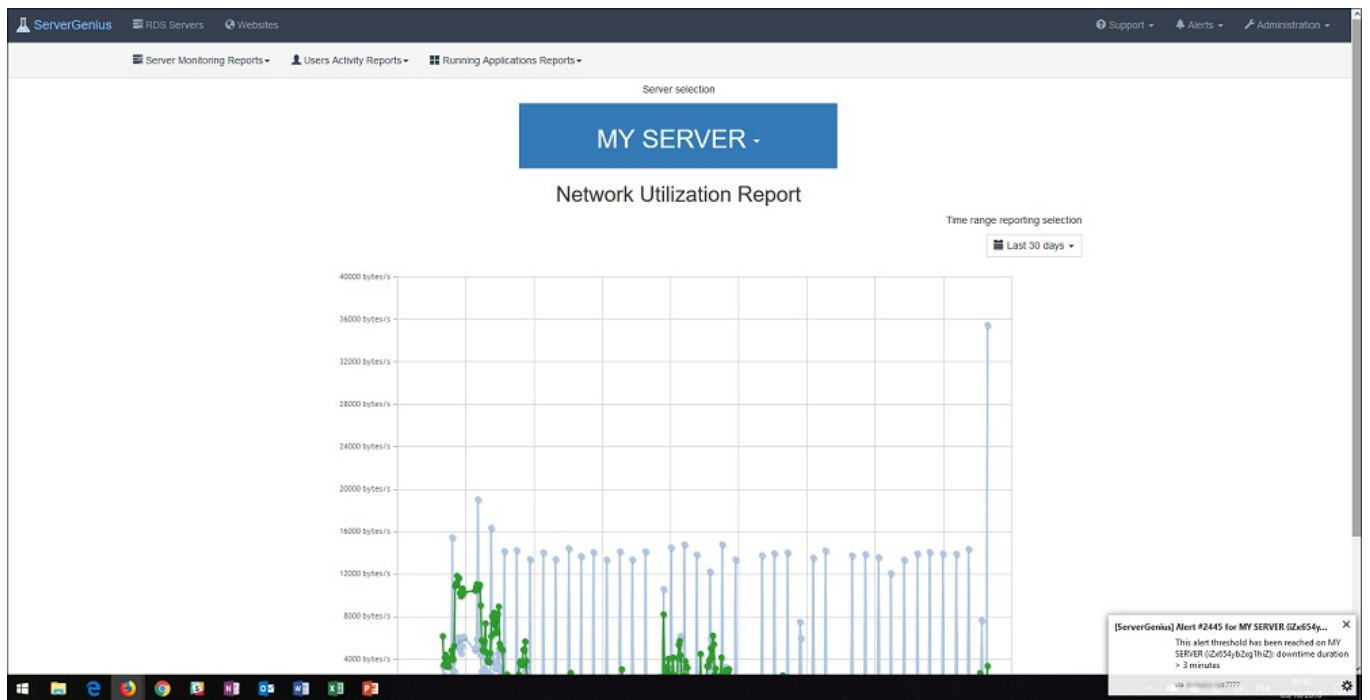 ServerGenius RDS Servers Websites Support Alerts Administration
Server Monitoring Reports Users Activity Reports Running Applications Reports
Server selection
MY SERVER
Network Utilization Report
Time range reporting selection
Last 30 days
40000 bytes/s
36000 bytes/s
32000 bytes/s
28000 bytes/s
24000 bytes/s
20000 bytes/s
16000 bytes/s
12000 bytes/s
8000 bytes/s
4000 bytes/s
[ServerGenius] Alert #2445 for MY SERVER (iZx654y...
This alert threshold has been reached on MY
SERVER (iZx654yb2xg1hiZ): downtime duration
> 3 minutes
via